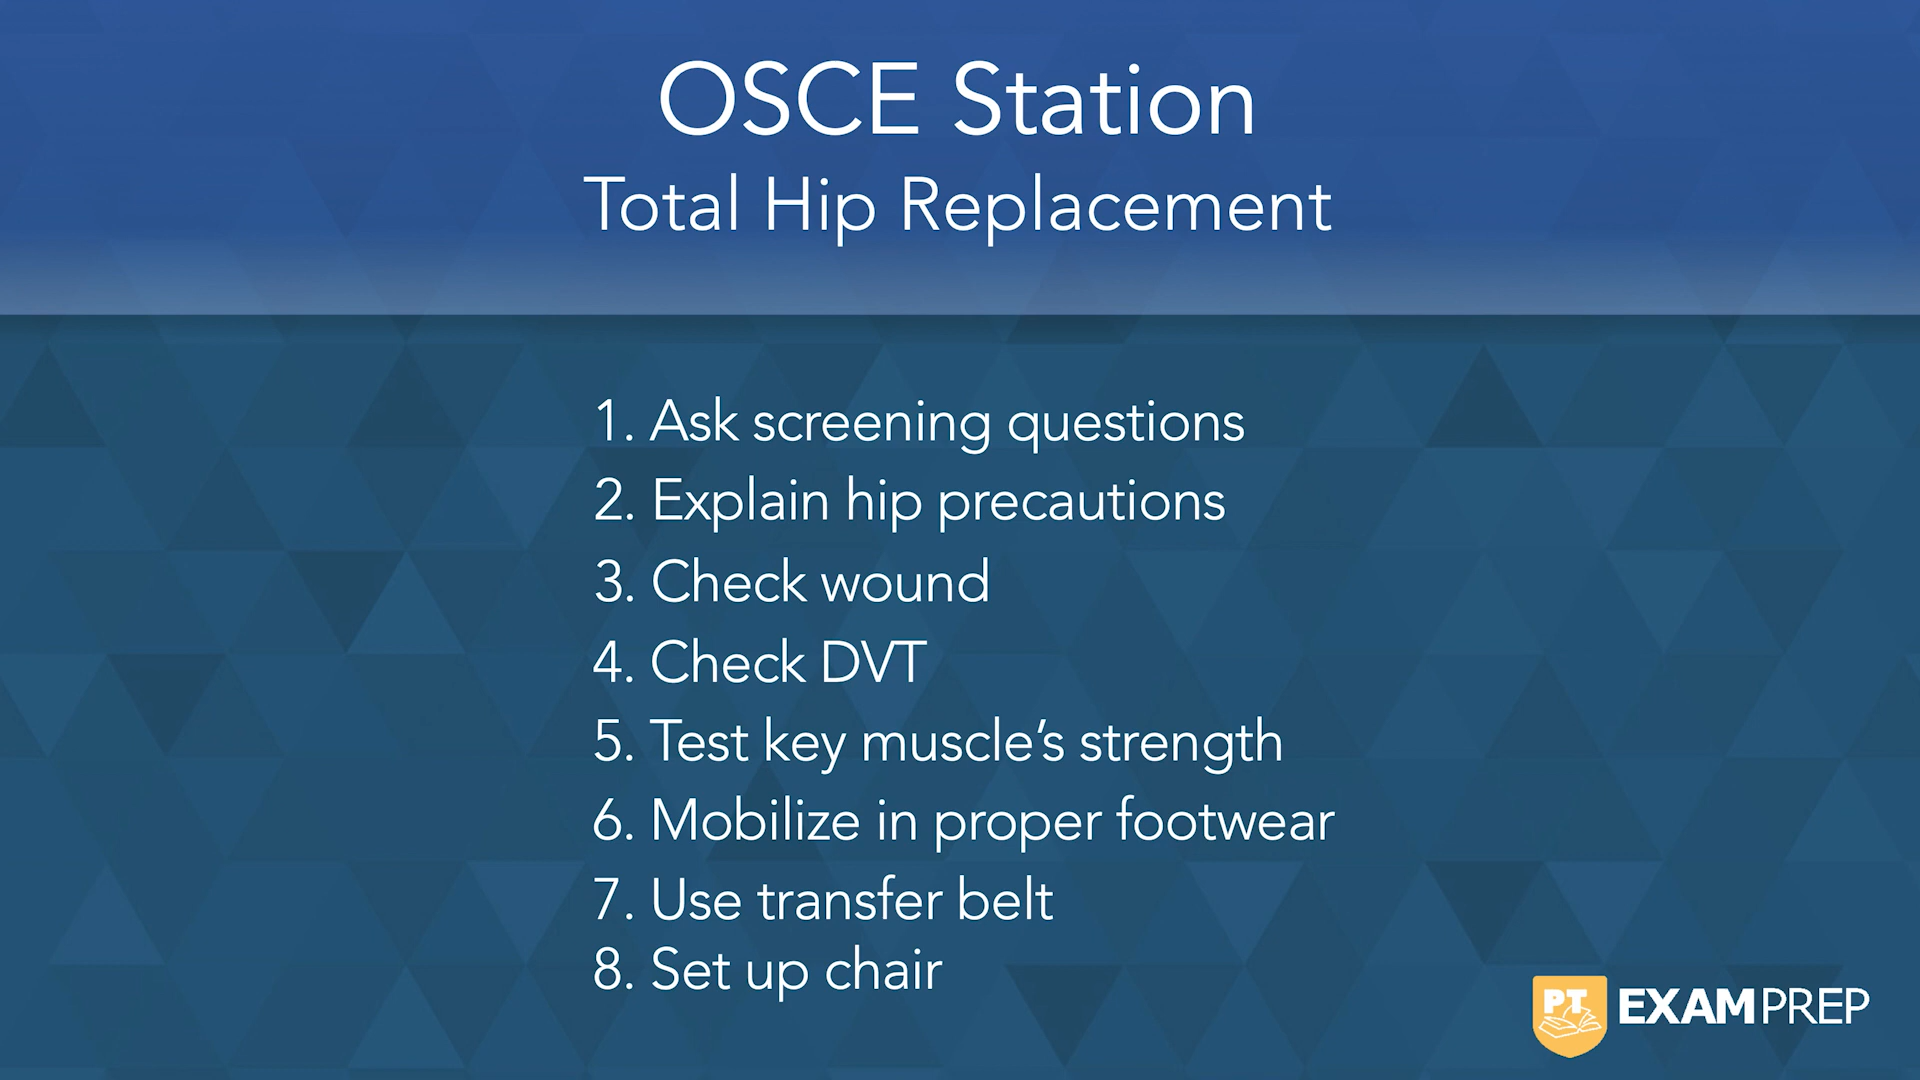 OSCE Station
Total Hip Replacement
1. Ask screening questions
2. Explain hip precautions
3. Check wound
4. Check DVT
5. Test key muscle’s strength
6. Mobilize in proper footwear
7. Use transfer belt
8. Set up chair
PT EXAMPREP